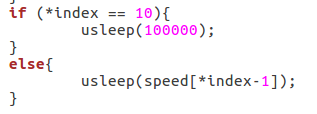 if (*index == 10){
usleep(100000);
}
else{
usleep(speed[*index-1]);
}